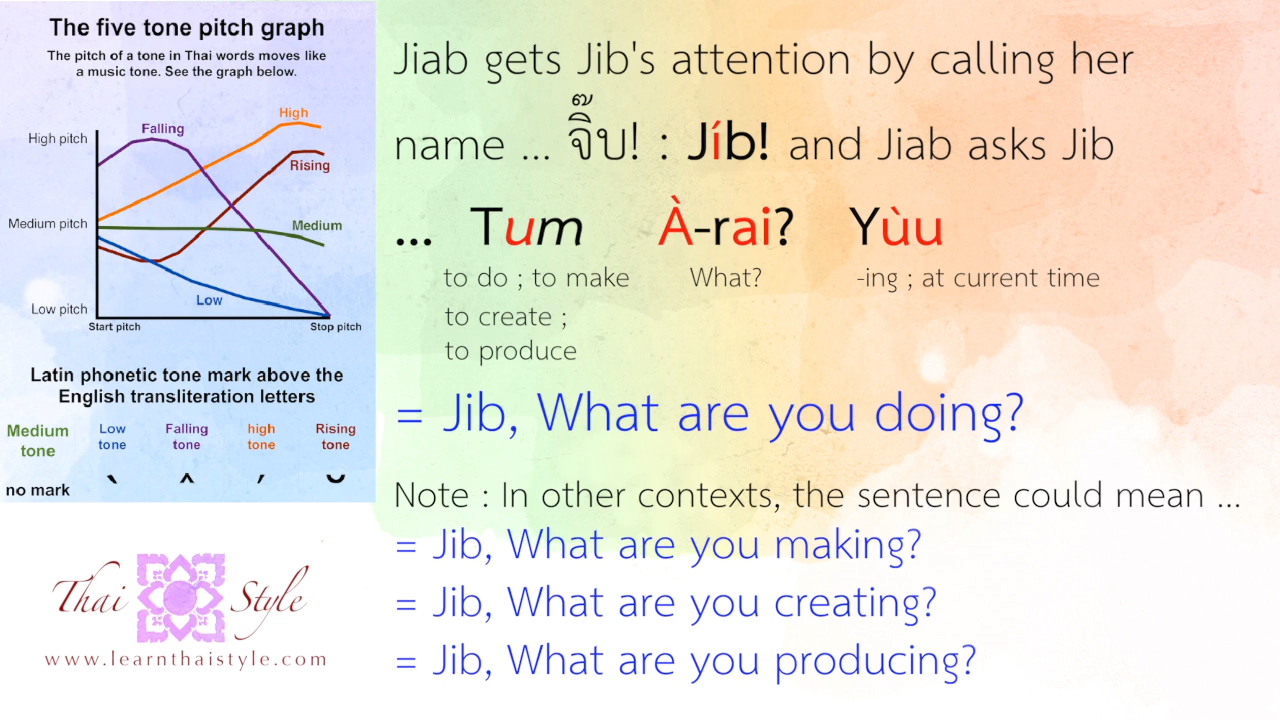 The five tone pitch graph
The pitch of a tone in Thai words moves like
a music tone. See the graph below.
High
Falling
High pitch
Rising
Medium pitch
Medium
Low
Low pitch
Start pitch
Stop pitch
Latin phonetic tone mark above the
English transliteration letters
Medium tone
Low tone
Falling tone
high tone
Rising tone
no mark ˋ ˆ ˊ ˘
Thai Style
www.learnthaistyle.com
Jiab gets Jib's attention by calling her
name ... จิ๊บ! : Jíb! and Jiab asks Jib
... Tum À-rai? Yùu
to do ; to make What? -ing ; at current time
to create ;
to produce
= Jib, What are you doing?
Note : In other contexts, the sentence could mean ...
= Jib, What are you making?
= Jib, What are you creating?
= Jib, What are you producing?